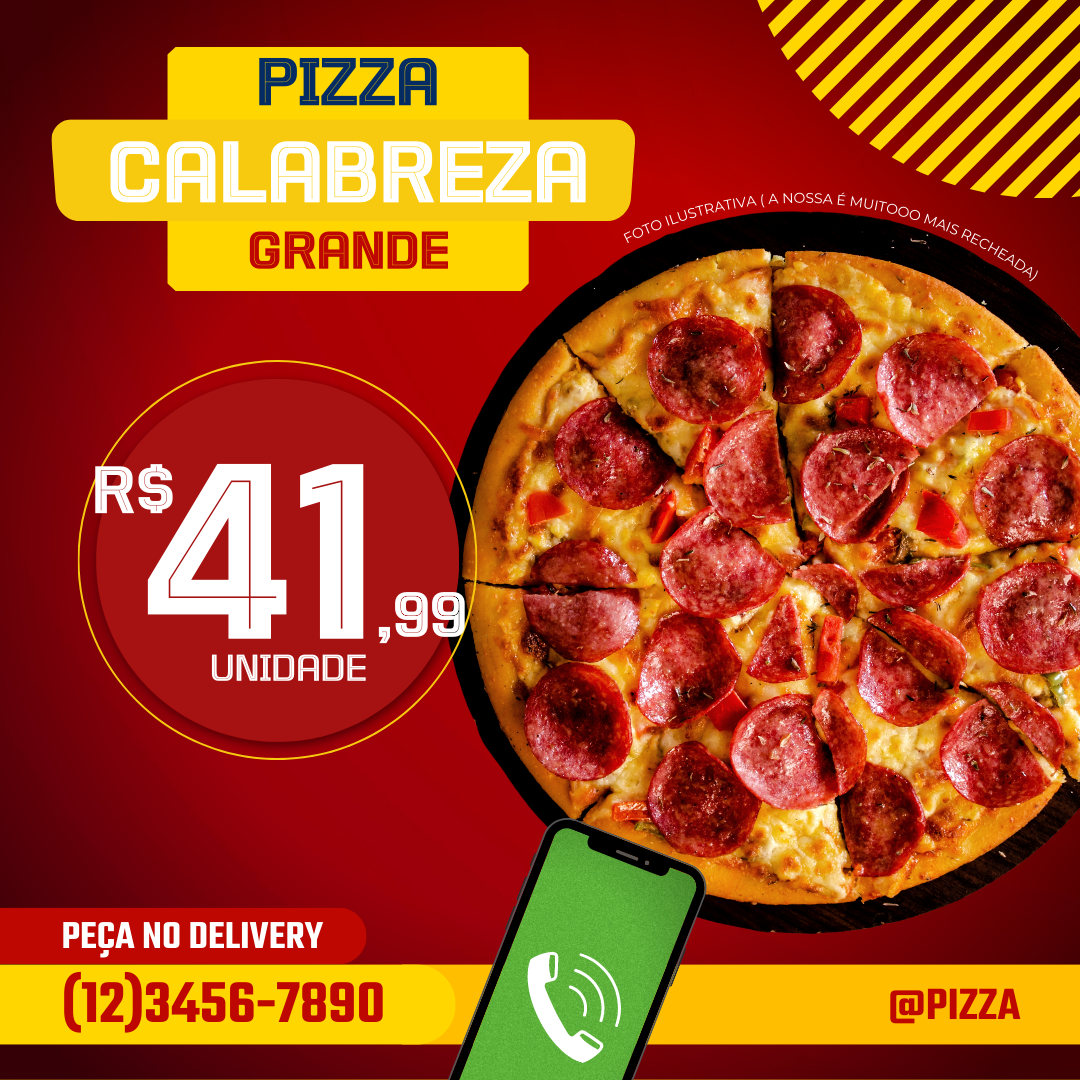 PIZZA
CALABREZA
GRANDE
FOTO ILUSTRATIVA ( A NOSSA É MUITOOO MAIS RECHEADA)
R$41,99
UNIDADE
PEÇA NO DELIVERY
(12)3456-7890
@PIZZA